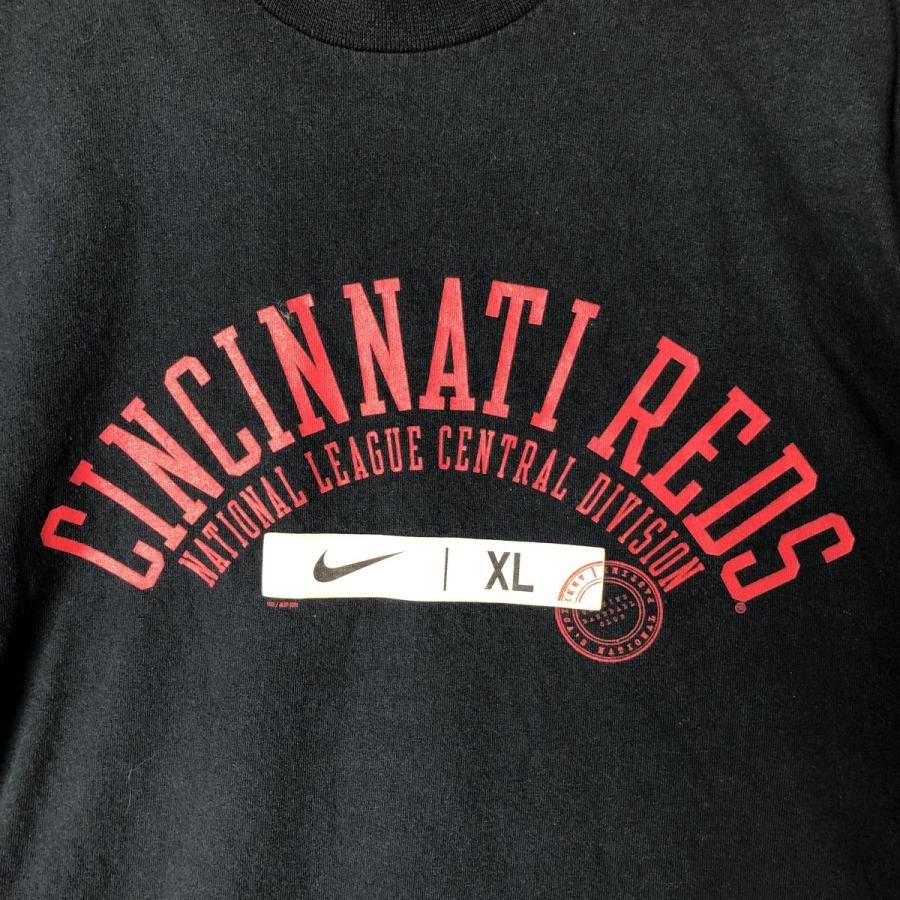 CINCINNATI REDS
NATIONAL LEAGUE CENTRAL DIVISION
XL
®